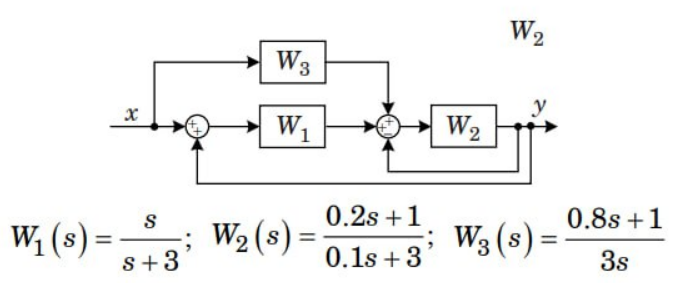 W₂
W₃
x + + W₁ + + − W₂ y
W₁(s) = s/(s+3); W₂(s) = (0.2s+1)/(0.1s+3); W₃(s) = (0.8s+1)/(3s)